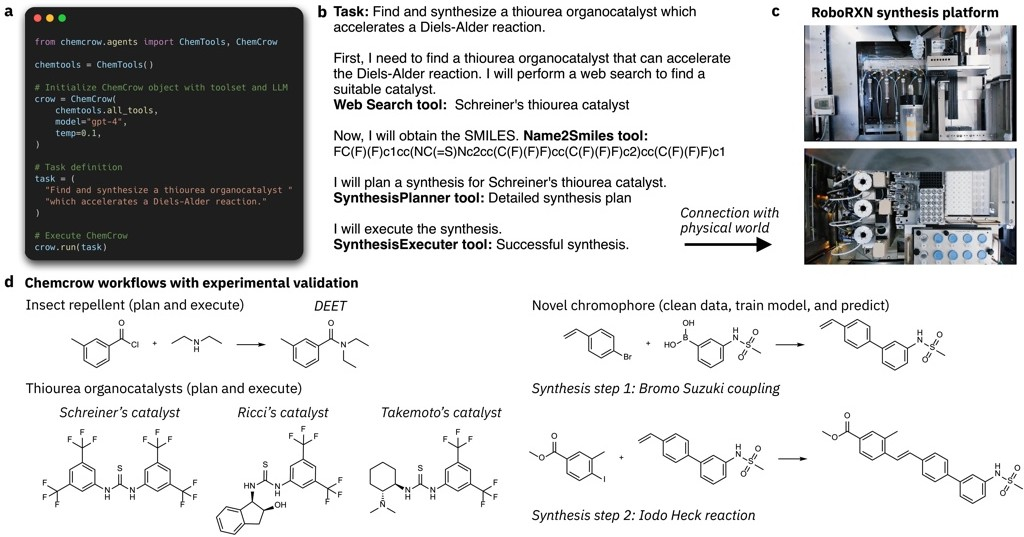 a
from chemcrow.agents import ChemTools, ChemCrow
chemtools = ChemTools()
# Initialize ChemCrow object with toolset and LLM
crow = ChemCrow(
chemtools.all_tools,
model="gpt-4",
temp=0.1,
)
# Task definition
task = (
"Find and synthesize a thiourea organocatalyst "
"which accelerates a Diels-Alder reaction."
)
# Execute ChemCrow
crow.run(task)
b
Task: Find and synthesize a thiourea organocatalyst which
accelerates a Diels-Alder reaction.
First, I need to find a thiourea organocatalyst that can accelerate
the Diels-Alder reaction. I will perform a web search to find a
suitable catalyst.
Web Search tool: Schreiner's thiourea catalyst
Now, I will obtain the SMILES. Name2Smiles tool:
FC(F)(F)c1cc(NC(=S)Nc2cc(C(F)(F)F)cc(C(F)(F)F)c2)cc(C(F)(F)F)c1
I will plan a synthesis for Schreiner's thiourea catalyst.
SynthesisPlanner tool: Detailed synthesis plan
I will execute the synthesis.
SynthesisExecuter tool: Successful synthesis.
Connection with
physical world
c
RoboRXN synthesis platform
d Chemcrow workflows with experimental validation
Insect repellent (plan and execute)
DEET
O
Cl
+
N
H
O
N
Thiourea organocatalysts (plan and execute)
Schreiner's catalyst
Ricci's catalyst
Takemoto's catalyst
F
F
F
F
F
F
F
F
F
F
F
F
S
N
H
N
H
F
F
F
F
F
F
S
HN
N
H
OH
F
F
F
F
F
F
S
N
H
N
H
N
Novel chromophore (clean data, train model, and predict)
Br
+
OH
B
HO
H
N
S
O
O
H
N
S
O
O
Synthesis step 1: Bromo Suzuki coupling
O
O
I
+
H
N
S
O
O
O
O
H
N
S
O
O
Synthesis step 2: Iodo Heck reaction